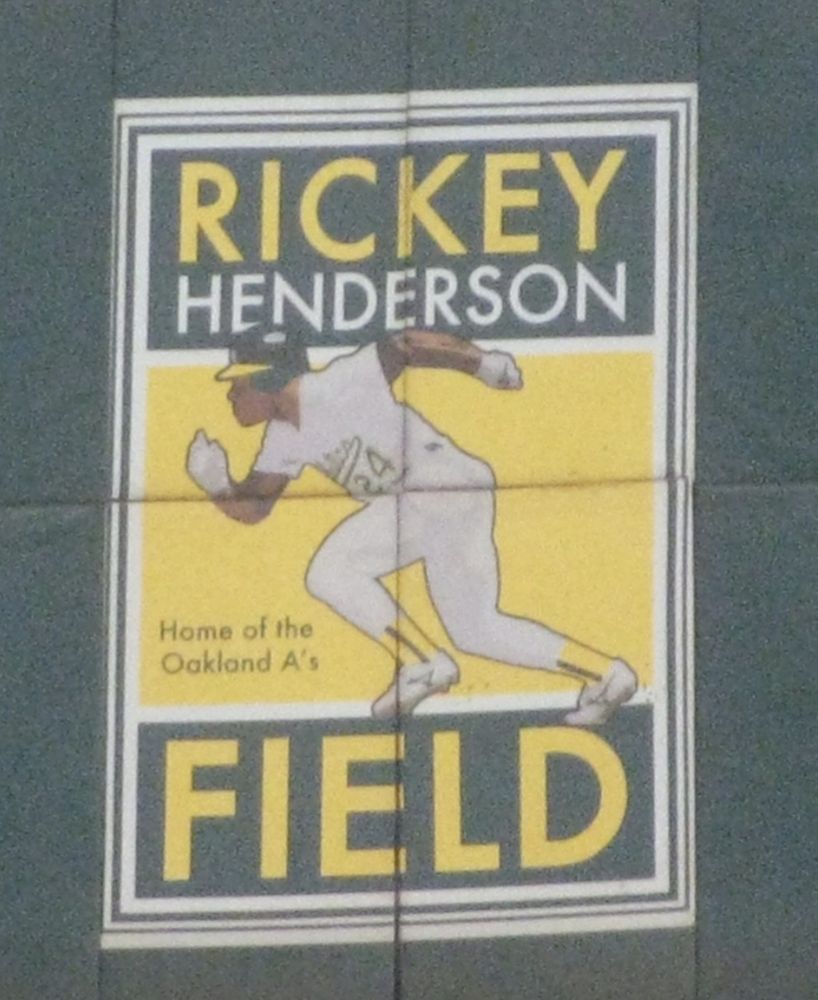 RICKEY
HENDERSON
24
Home of the
Oakland A's
FIELD